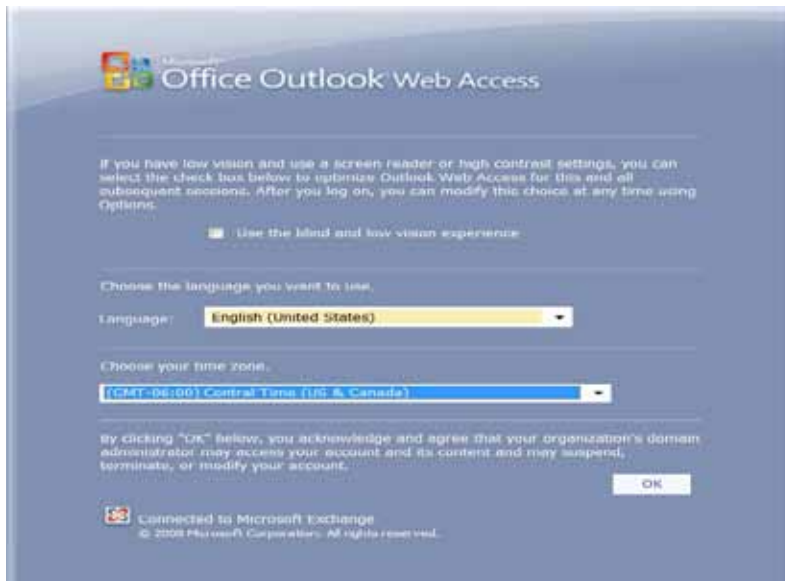 Microsoft
Office Outlook Web Access
If you have low vision and use a screen reader or high contrast settings, you can
select the check box below to optimize Outlook Web Access for this and all
subsequent sessions. After you log on, you can modify this choice at any time using
Options.
Use the blind and low vision experience
Choose the language you want to use.
Language: English (United States)
Choose your time zone.
(GMT-06:00) Central Time (US & Canada)
By clicking "OK" below, you acknowledge and agree that your organization's domain
administrator may access your account and its content and may suspend,
terminate, or modify your account.
OK
Connected to Microsoft Exchange
© 2009 Microsoft Corporation. All rights reserved.